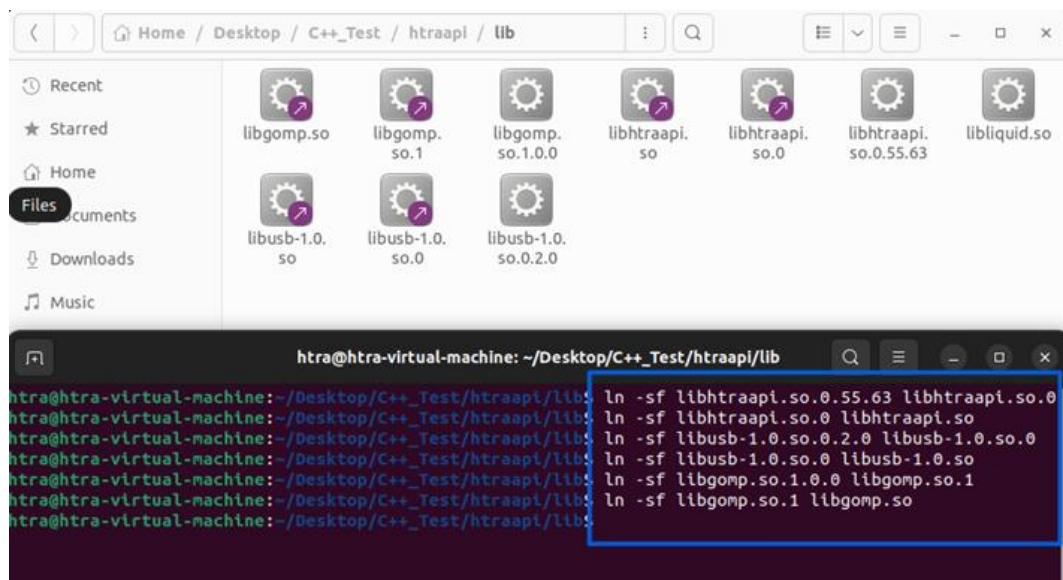 Home / Desktop / C++_Test / htraapi / lib
Recent
Starred
Home
Files
ocuments
Downloads
Music
libgomp.so
libgomp.
so.1
libgomp.
so.1.0.0
libhtraapi.
so
libhtraapi.
so.0
libhtraapi.
so.0.55.63
libliquid.so
libusb-1.0.
so
libusb-1.0.
so.0
libusb-1.0.
so.0.2.0
htra@htra-virtual-machine: ~/Desktop/C++_Test/htraapi/lib
htra@htra-virtual-machine:~/Desktop/C++_Test/htraapi/lib$ ln -sf libhtraapi.so.0.55.63 libhtraapi.so.0
htra@htra-virtual-machine:~/Desktop/C++_Test/htraapi/lib$ ln -sf libhtraapi.so.0 libhtraapi.so
htra@htra-virtual-machine:~/Desktop/C++_Test/htraapi/lib$ ln -sf libusb-1.0.so.0.2.0 libusb-1.0.so.0
htra@htra-virtual-machine:~/Desktop/C++_Test/htraapi/lib$ ln -sf libusb-1.0.so.0 libusb-1.0.so
htra@htra-virtual-machine:~/Desktop/C++_Test/htraapi/lib$ ln -sf libgomp.so.1.0.0 libgomp.so.1
htra@htra-virtual-machine:~/Desktop/C++_Test/htraapi/lib$ ln -sf libgomp.so.1 libgomp.so
htra@htra-virtual-machine:~/Desktop/C++_Test/htraapi/lib$